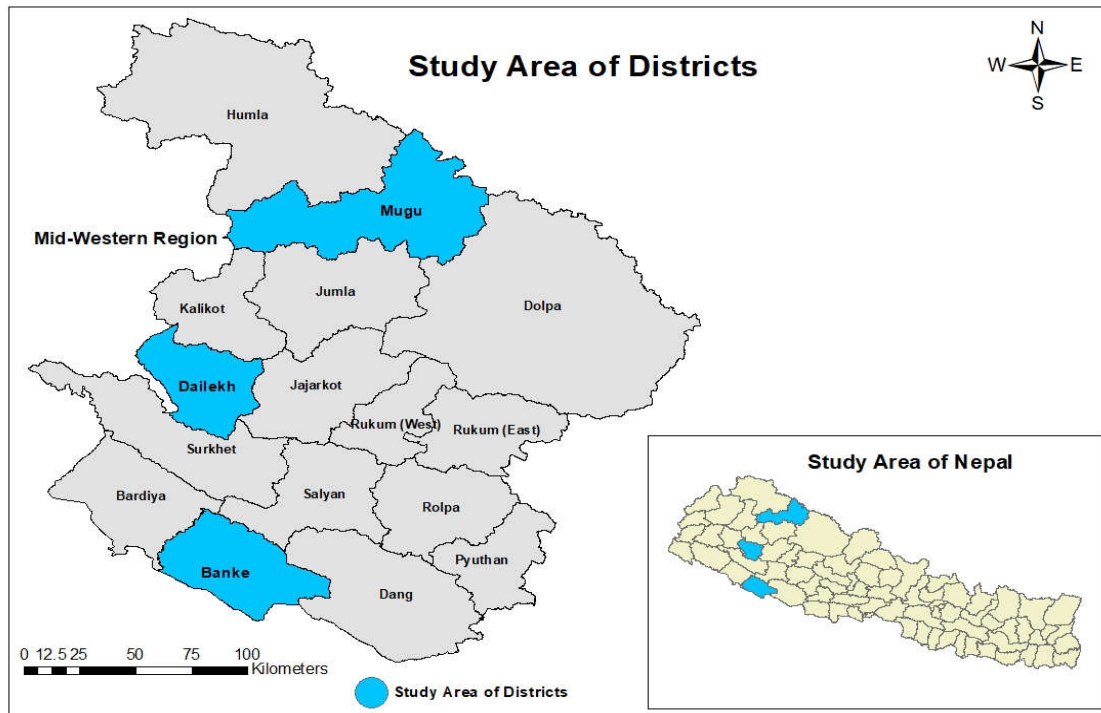 Study Area of Districts
N
W E
S
Humla
Mugu
Mid-Western Region
Jumla
Kalikot
Dolpa
Dailekh
Jajarkot
Rukum (West)
Rukum (East)
Surkhet
Bardiya
Salyan
Rolpa
Pyuthan
Banke
Dang
0 12.5 25 50 75 100
Kilometers
Study Area of Districts
Study Area of Nepal